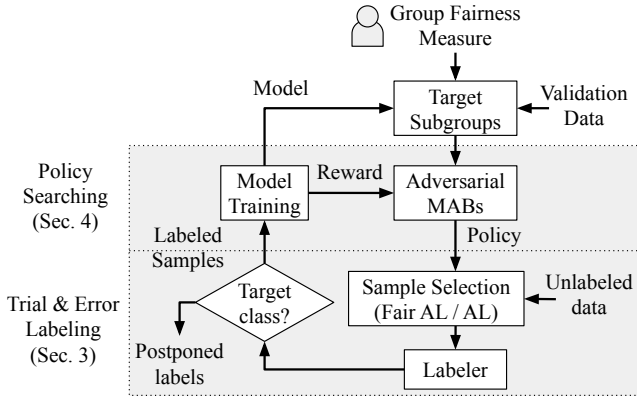 Group Fairness
Measure
Model
Target
Subgroups
Validation
Data
Policy
Searching
(Sec. 4)
Model
Training
Reward
Adversarial
MABs
Labeled
Samples
Policy
Trial & Error
Labeling
(Sec. 3)
Target
class?
Sample Selection
(Fair AL / AL)
Unlabeled
data
Postponed
labels
Labeler